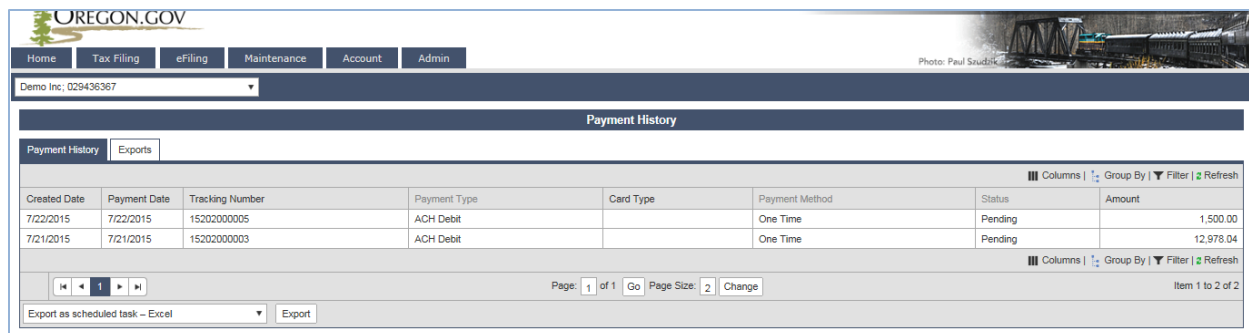 OREGON.GOV
Home Tax Filing eFiling Maintenance Account Admin
Photo: Paul Szudzik
Demo Inc; 029436367
Payment History
Payment History Exports
Columns | Group By | Filter | Refresh
Created Date Payment Date Tracking Number Payment Type Card Type Payment Method Status Amount
7/22/2015 7/22/2015 15202000005 ACH Debit One Time Pending 1,500.00
7/21/2015 7/21/2015 15202000003 ACH Debit One Time Pending 12,978.04
Columns | Group By | Filter | Refresh
1 Page: 1 of 1 Go Page Size: 2 Change Item 1 to 2 of 2
Export as scheduled task – Excel Export